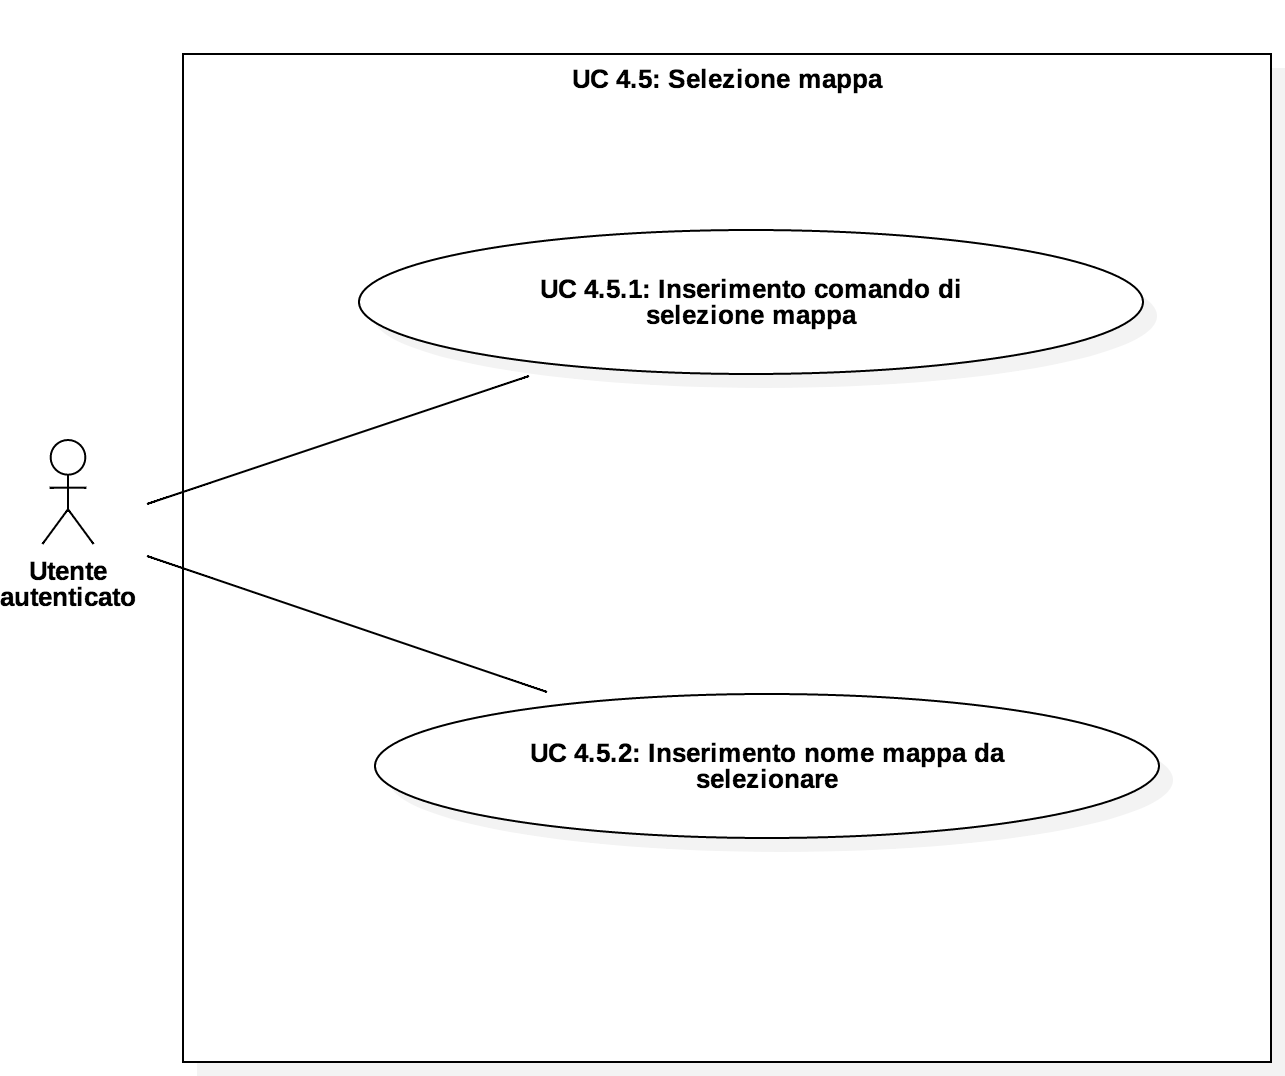 UC 4.5: Selezione mappa
UC 4.5.1: Inserimento comando di
selezione mappa
Utente
autenticato
UC 4.5.2: Inserimento nome mappa da
selezionare